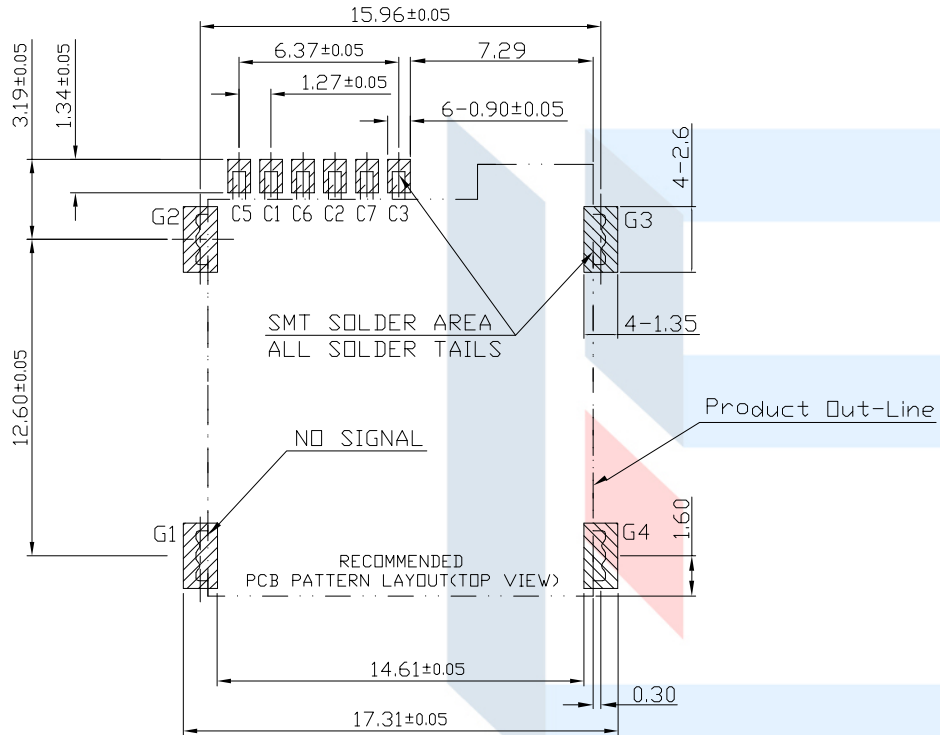 15.96±0.05
6.37±0.05
7.29
1.27±0.05
6-0.90±0.05
3.19±0.05
1.34±0.05
4-2.6
C5 C1 C6 C2 C7 C3
G2
G3
SMT SOLDER AREA
ALL SOLDER TAILS
4-1.35
12.60±0.05
Product Out-Line
NO SIGNAL
1.60
G1
G4
RECOMMENDED
PCB PATTERN LAYOUT(TOP VIEW)
14.61±0.05
0.30
17.31±0.05